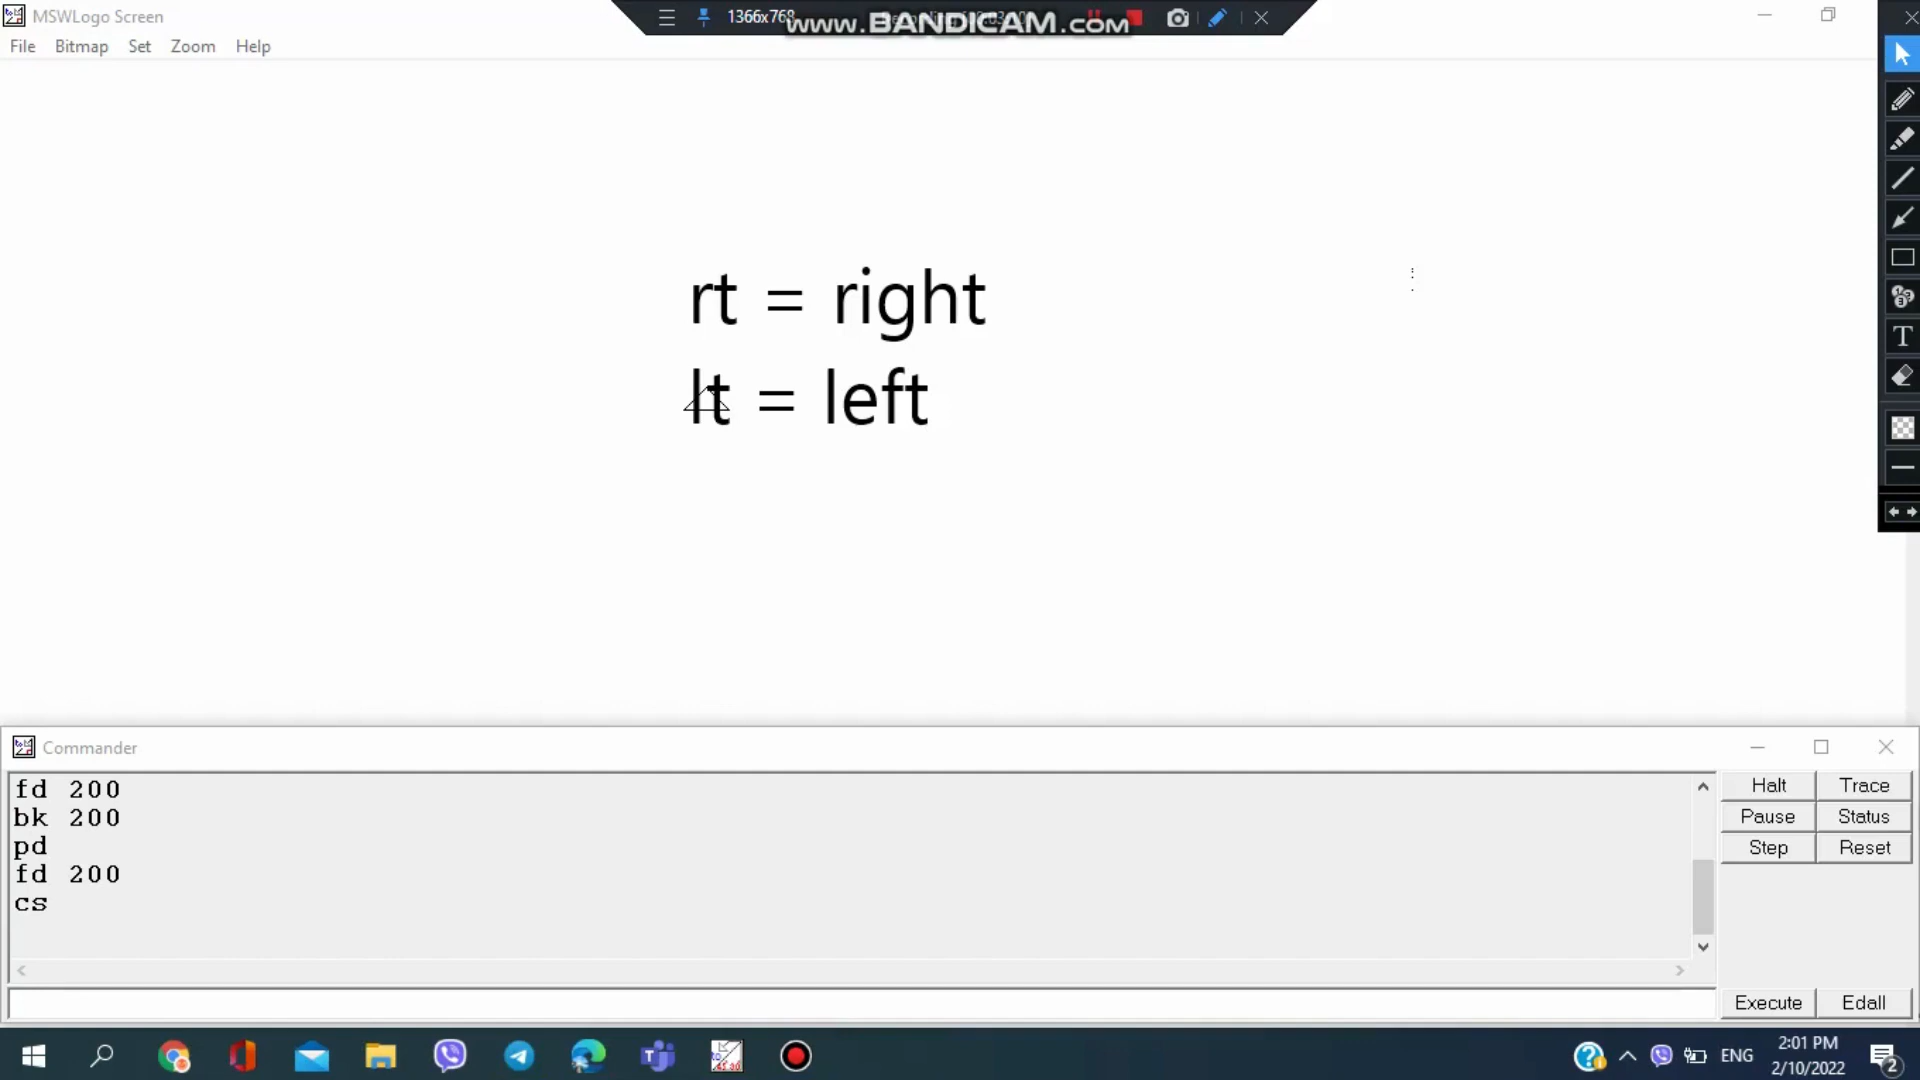 MSWLogo Screen
1366x768
www.BANDICAM.com
File Bitmap Set Zoom Help
T
rt = right
lt = left
Commander
fd 200
bk 200
pd
fd 200
cs
Halt Trace
Pause Status
Step Reset
Execute Edall
ENG
2:01 PM
2/10/2022
2